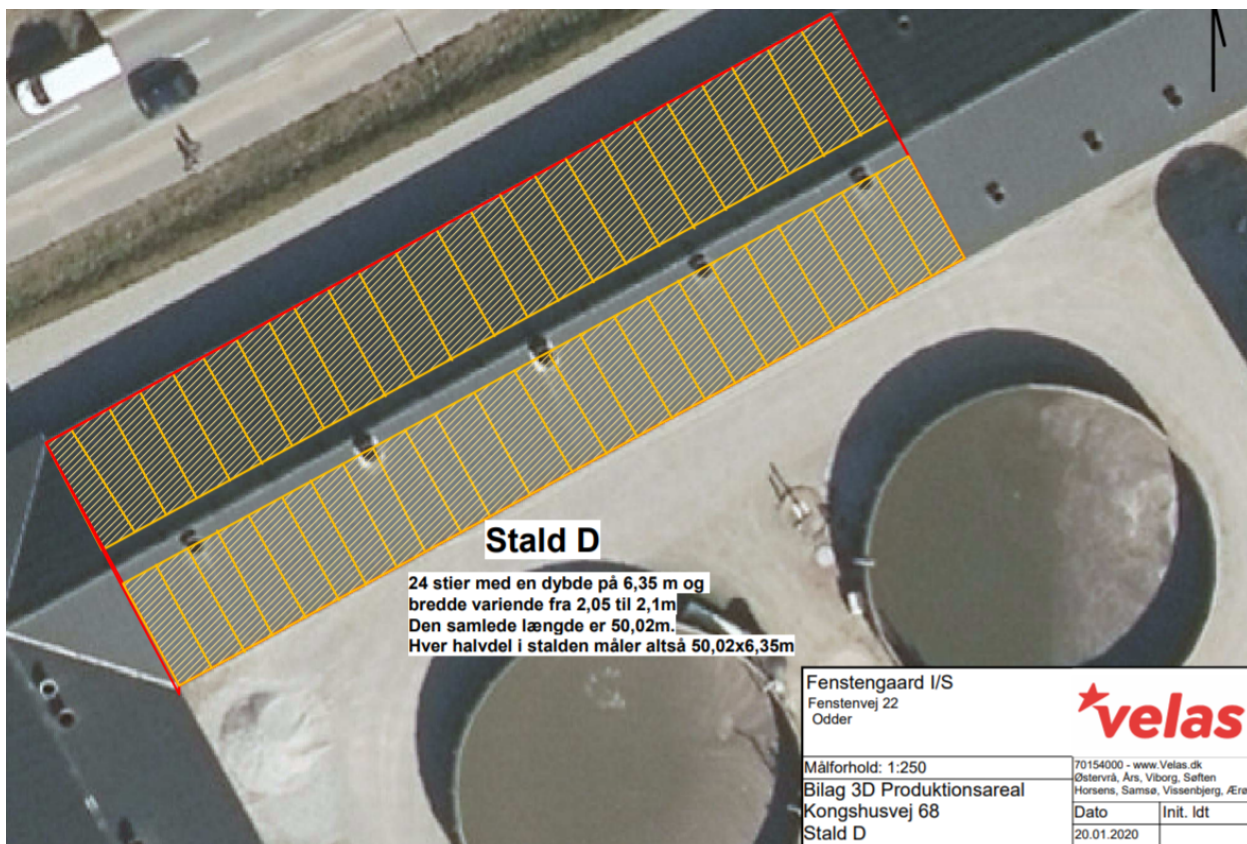 Stald D
24 stier med en dybde på 6,35 m og
bredde variende fra 2,05 til 2,1m
Den samlede længde er 50,02m.
Hver halvdel i stalden måler altså 50,02x6,35m
Fenstengaard I/S
Fenstenvej 22
Odder
velas
Målforhold: 1:250
70154000 - www.Velas.dk
Østervrå, Års, Viborg, Søften
Horsens, Samsø, Vissenbjerg, Ærø
Bilag 3D Produktionsareal
Kongshusvej 68
Stald D
Dato
Init. ldt
20.01.2020